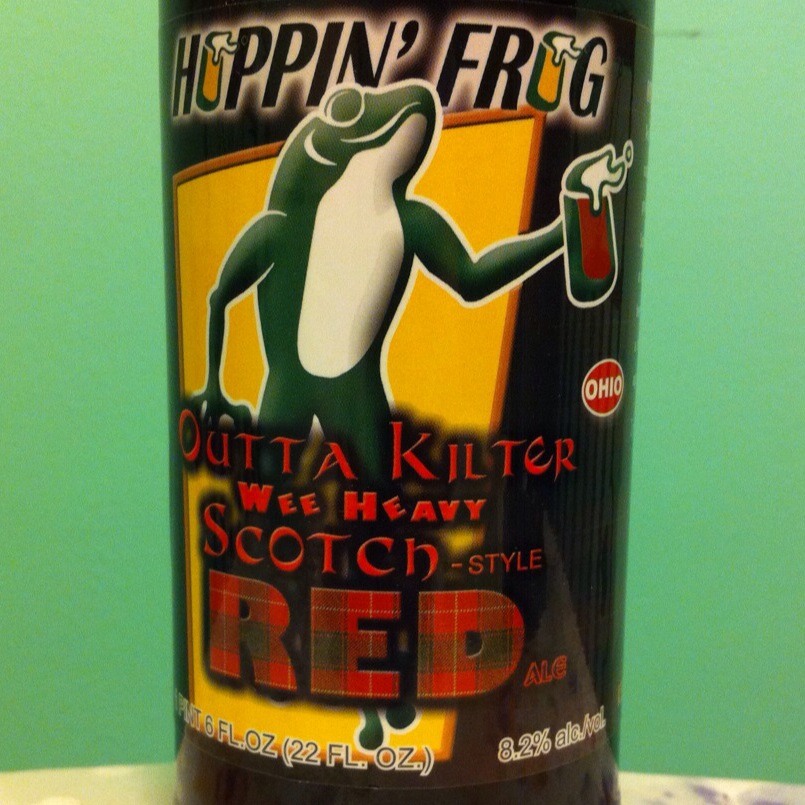 HOPPIN' FROG
OHIO
OUTTA KILTER
WEE HEAVY
SCOTCH-STYLE
RED
ALE
PINT 6 FL.OZ (22 FL. OZ.)
8.2% alc./vol.